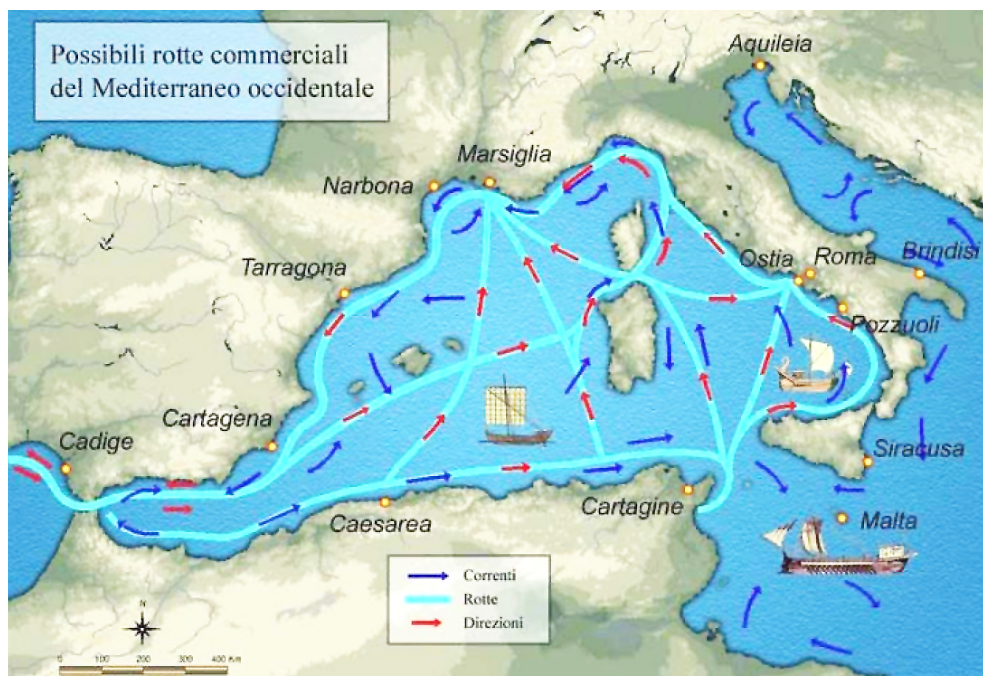 Possibili rotte commerciali
del Mediterraneo occidentale
Aquileia
Marsiglia
Narbona
Tarragona
Ostia
Roma
Brindisi
Pozzuoli
Cartagena
Cadige
Siracusa
Cartagine
Caesarea
Malta
Correnti
Rotte
Direzioni
N
0 100 200 300 400 Km